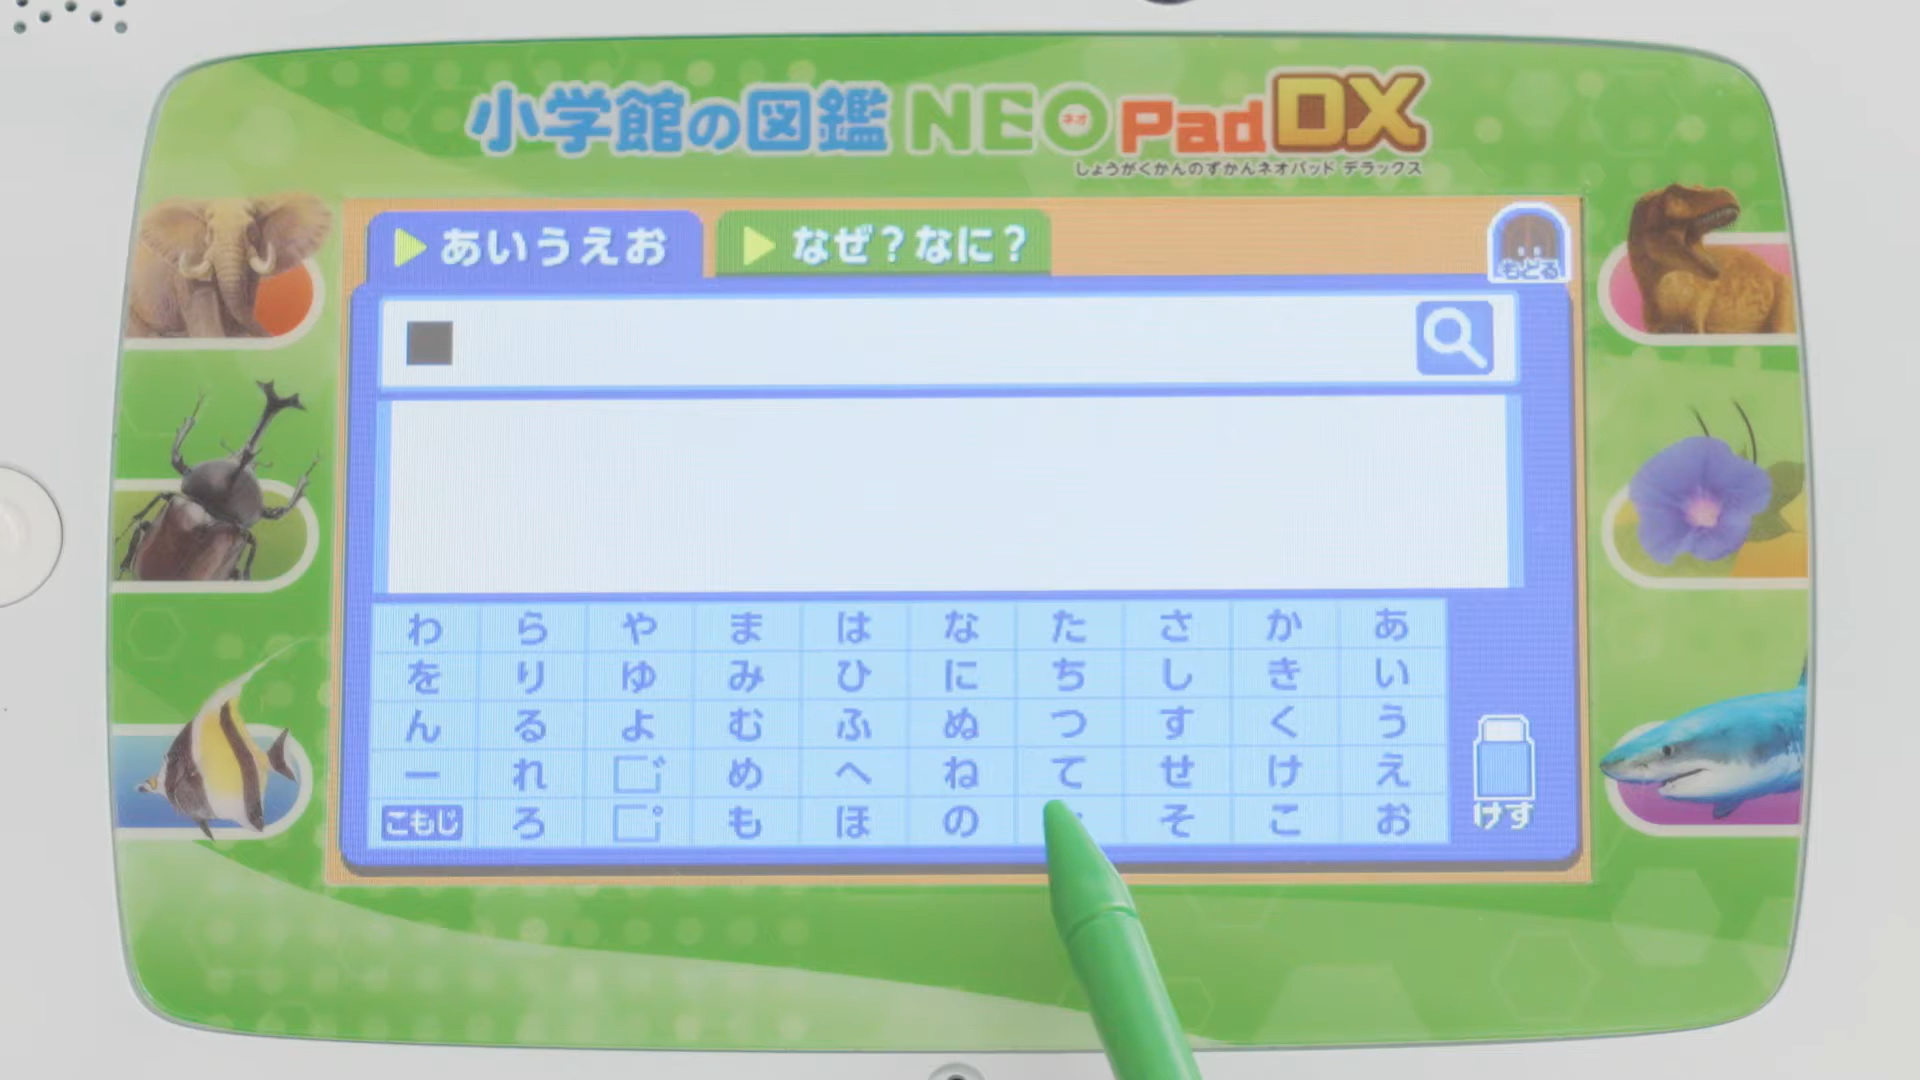 小学館の図鑑 NEO ネオ Pad DX
しょうがくかんのずかんネオパッド デラックス
あいうえお なぜ？なに？ もどる
わ ら や ま は な た さ か あ
を り ゆ み ひ に ち し き い
ん る よ む ふ ぬ つ す く う
ー れ □゛ め へ ね て せ け え
こもじ ろ □゜ も ほ の そ こ お
けす